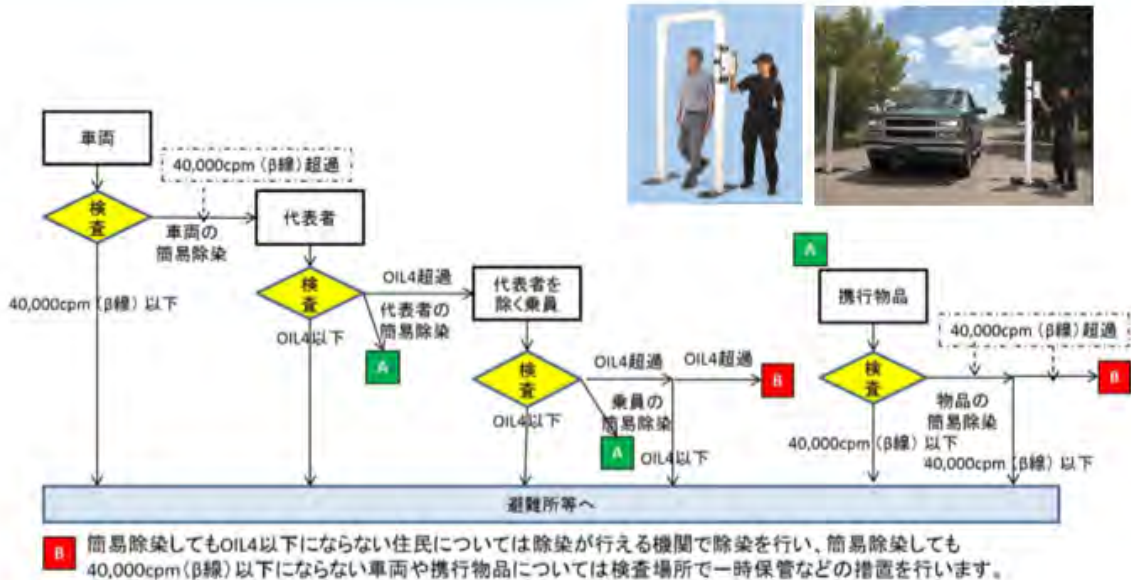 車両
40,000cpm（β線）超過
検査
車両の
簡易除染
40,000cpm（β線）以下
代表者
検査
OIL4超過
代表者の
簡易除染
A
OIL4以下
代表者を
除く乗員
検査
OIL4超過
OIL4超過
B
乗員の
簡易除染
A
OIL4以下
OIL4以下
A
携行物品
40,000cpm（β線）超過
検査
B
物品の
簡易除染
40,000cpm（β線）以下
40,000cpm（β線）以下
避難所等へ
B 簡易除染してもOIL4以下にならない住民については除染が行える機関で除染を行い、簡易除染しても
40,000cpm（β線）以下にならない車両や携行物品については検査場所で一時保管などの措置を行います。